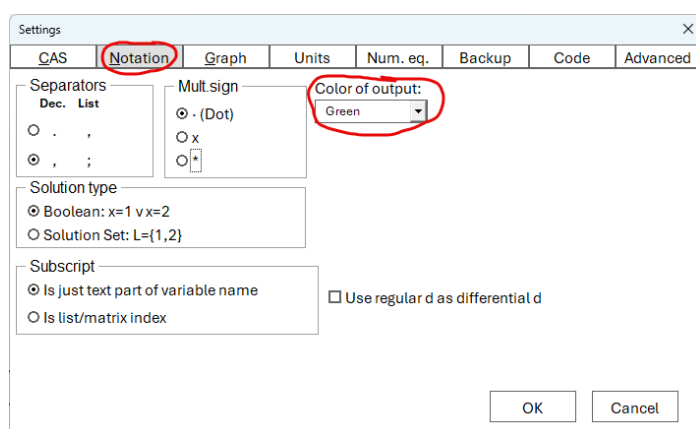 Settings
CAS Notation Graph Units Num. eq. Backup Code Advanced
Separators
Dec. List
. ,
, ;
Mult.sign
· (Dot)
x
*
Color of output:
Green
Solution type
Boolean: x=1 v x=2
Solution Set: L={1,2}
Subscript
Is just text part of variable name
Is list/matrix index
Use regular d as differential d
OK Cancel